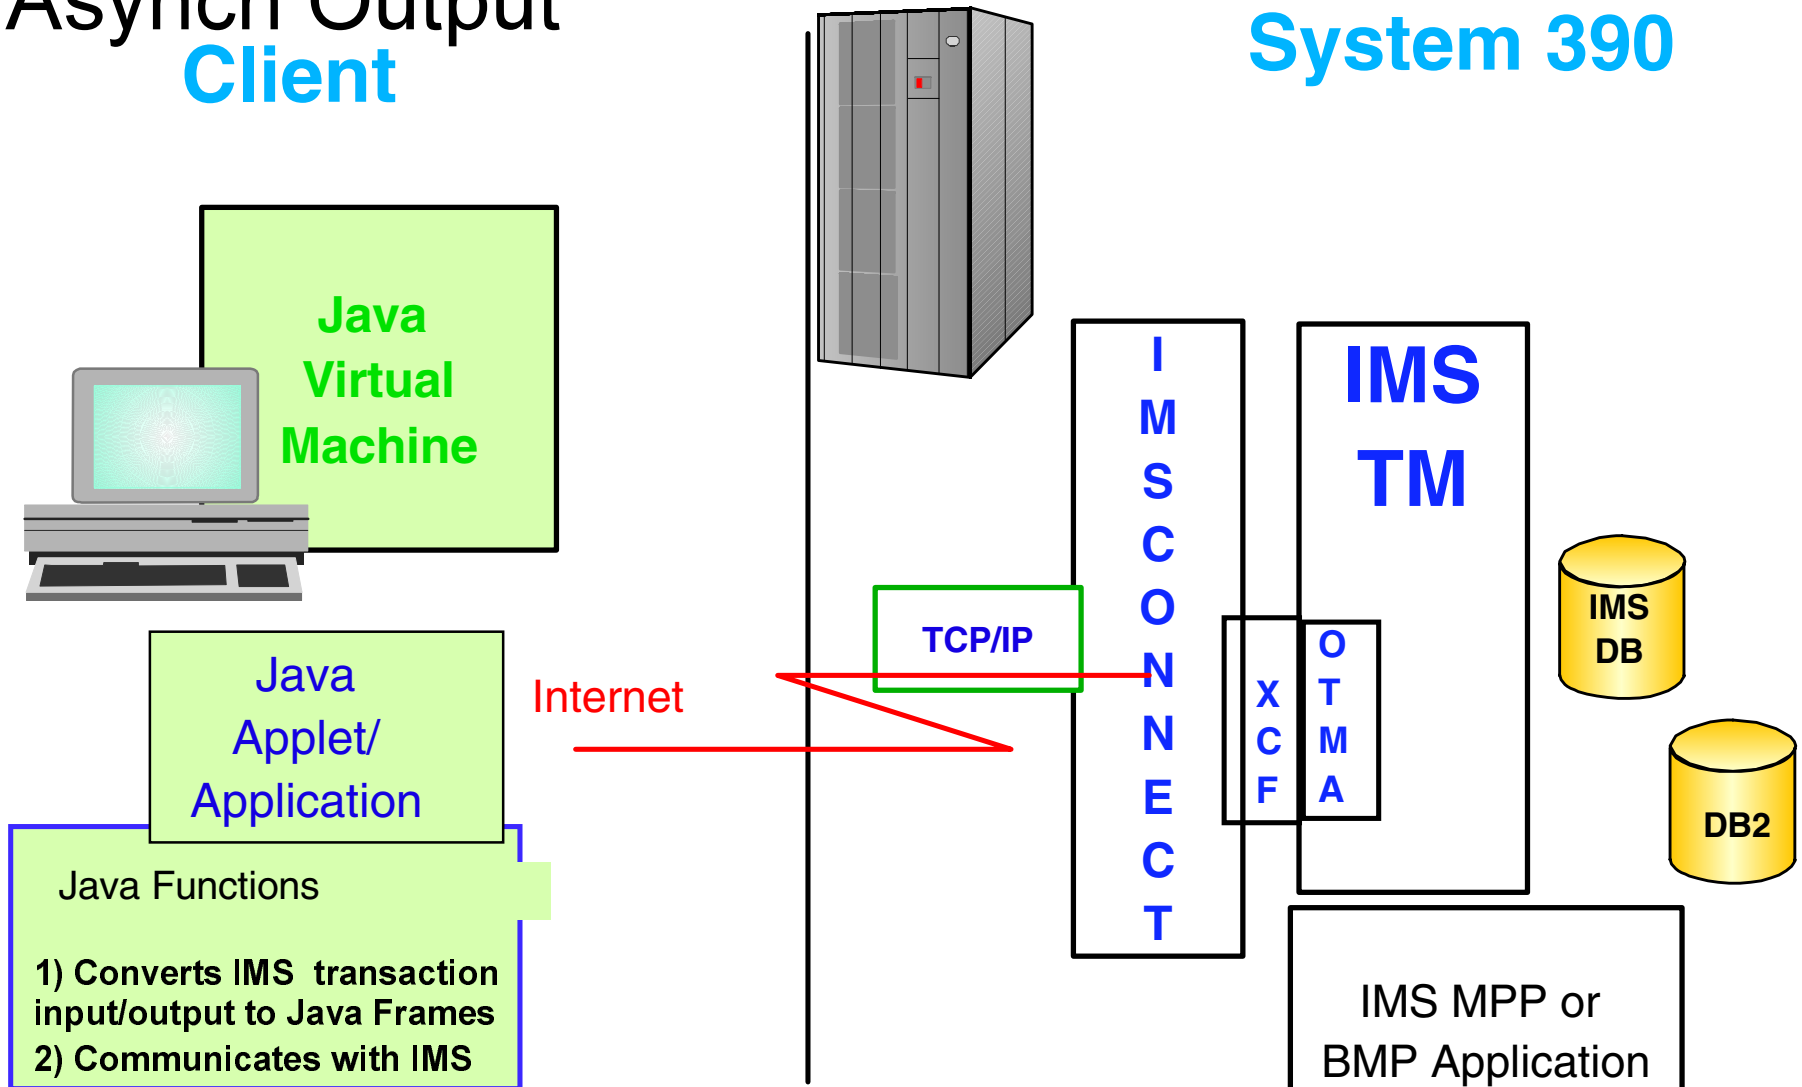 Asynch Output
Client
System 390
Java
Virtual
Machine
Java
Applet/
Application
Java Functions
1) Converts IMS transaction
input/output to Java Frames
2) Communicates with IMS
Internet
TCP/IP
I
M
S
C
O
N
N
E
C
T
X
C
F
O
T
M
A
IMS
TM
IMS
DB
DB2
IMS MPP or
BMP Application